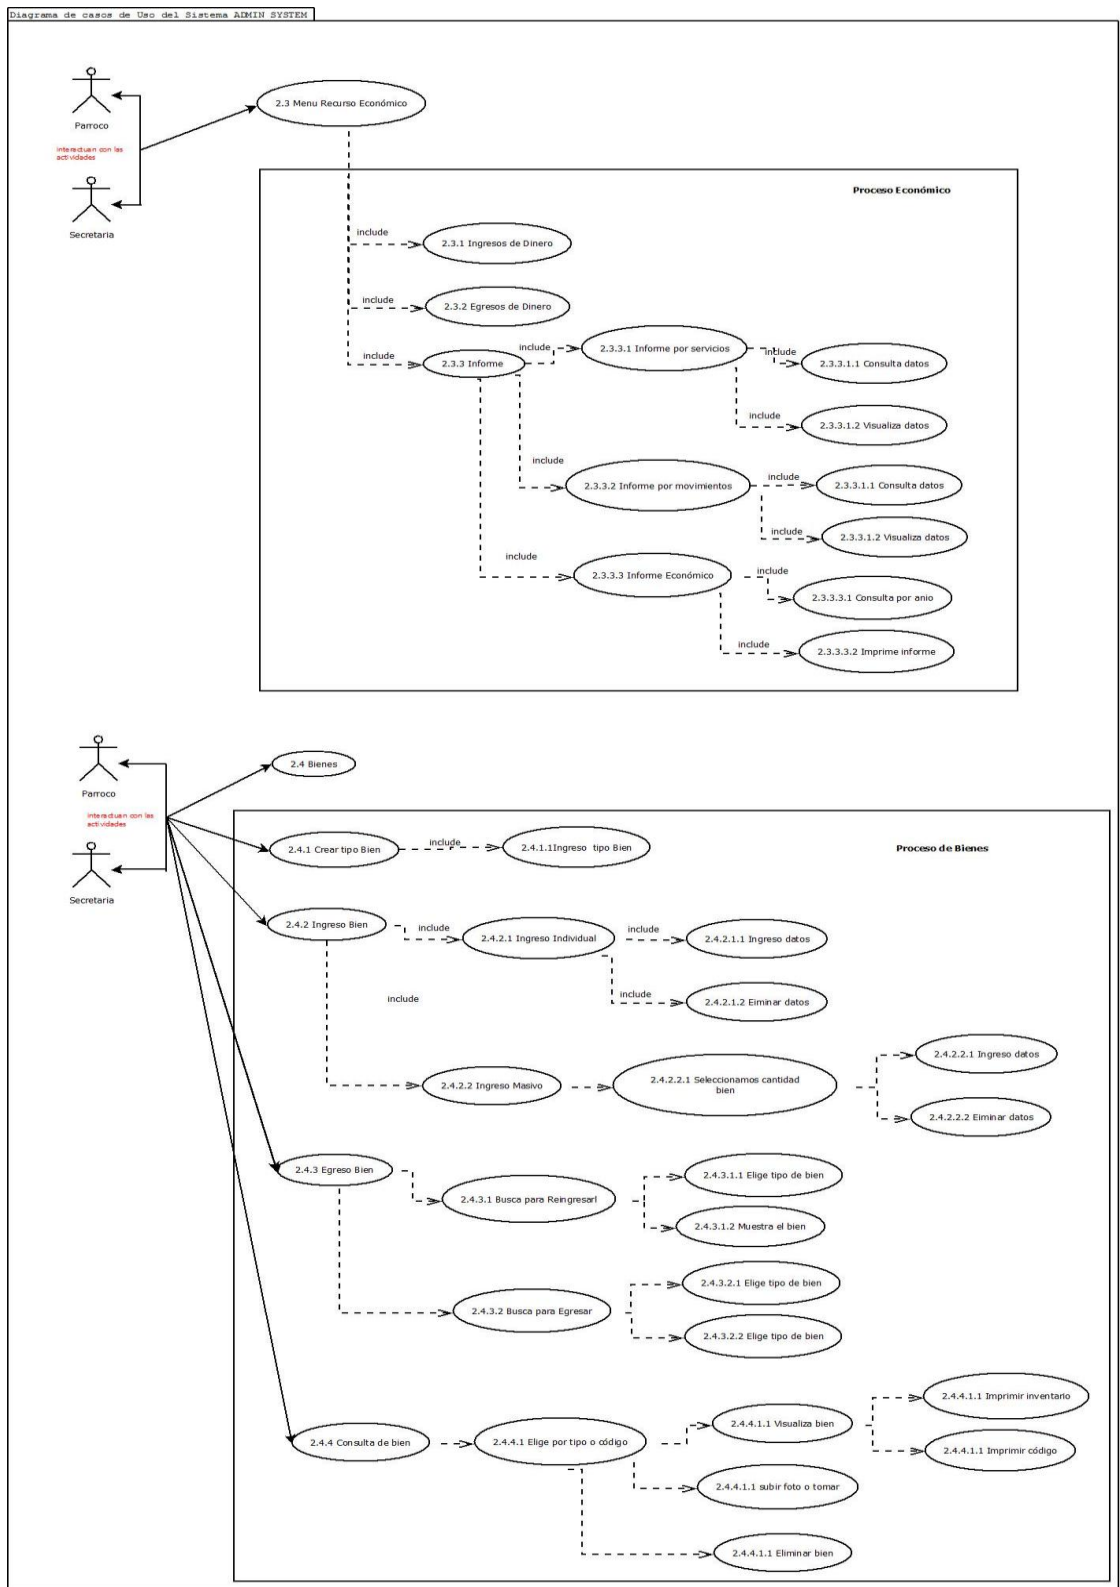 Diagrama de casos de Uso del Sistema ADMIN SYSTEM
Parroco
interactuan con las
actividades
Secretaria
2.3 Menu Recurso Económico
Proceso Económico
include
2.3.1 Ingresos de Dinero
include
2.3.2 Egresos de Dinero
include
2.3.3 Informe
include
2.3.3.1 Informe por servicios
include
2.3.3.1.1 Consulta datos
include
2.3.3.1.2 Visualiza datos
include
2.3.3.2 Informe por movimientos
include
2.3.3.1.1 Consulta datos
include
2.3.3.1.2 Visualiza datos
include
2.3.3.3 Informe Económico
include
2.3.3.3.1 Consulta por anio
include
2.3.3.3.2 Imprime informe
Parroco
interactuan con las
actividades
Secretaria
2.4 Bienes
Proceso de Bienes
2.4.1 Crear tipo Bien
include
2.4.1.1Ingreso tipo Bien
2.4.2 Ingreso Bien
include
2.4.2.1 Ingreso Individual
include
2.4.2.1.1 Ingreso datos
include
2.4.2.1.2 Eiminar datos
include
2.4.2.2 Ingreso Masivo
2.4.2.2.1 Seleccionamos cantidad
bien
2.4.2.2.1 Ingreso datos
2.4.2.2.2 Eiminar datos
2.4.3 Egreso Bien
2.4.3.1 Busca para Reingresarl
2.4.3.1.1 Elige tipo de bien
2.4.3.1.2 Muestra el bien
2.4.3.2 Busca para Egresar
2.4.3.2.1 Elige tipo de bien
2.4.3.2.2 Elige tipo de bien
2.4.4 Consulta de bien
2.4.4.1 Elige por tipo o código
2.4.4.1.1 Visualiza bien
2.4.4.1.1 Imprimir inventario
2.4.4.1.1 Imprimir código
2.4.4.1.1 subir foto o tomar
2.4.4.1.1 Eliminar bien